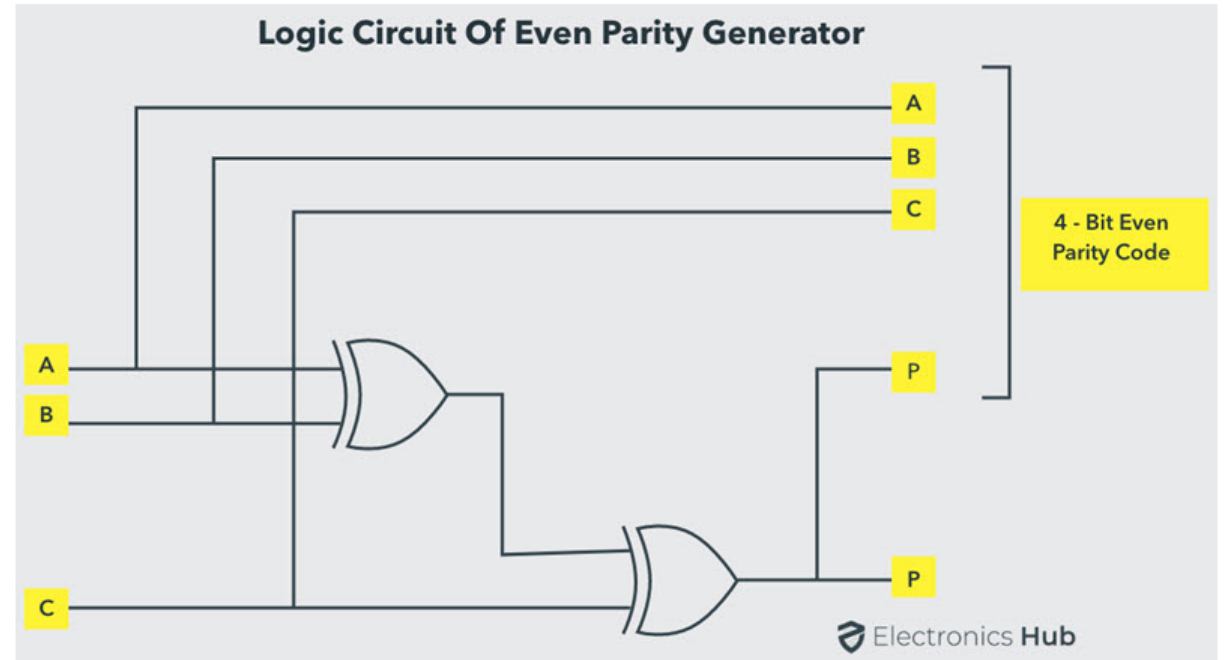 Logic Circuit Of Even Parity Generator
A
B
C
4 - Bit Even
Parity Code
A
P
B
P
C
Electronics Hub